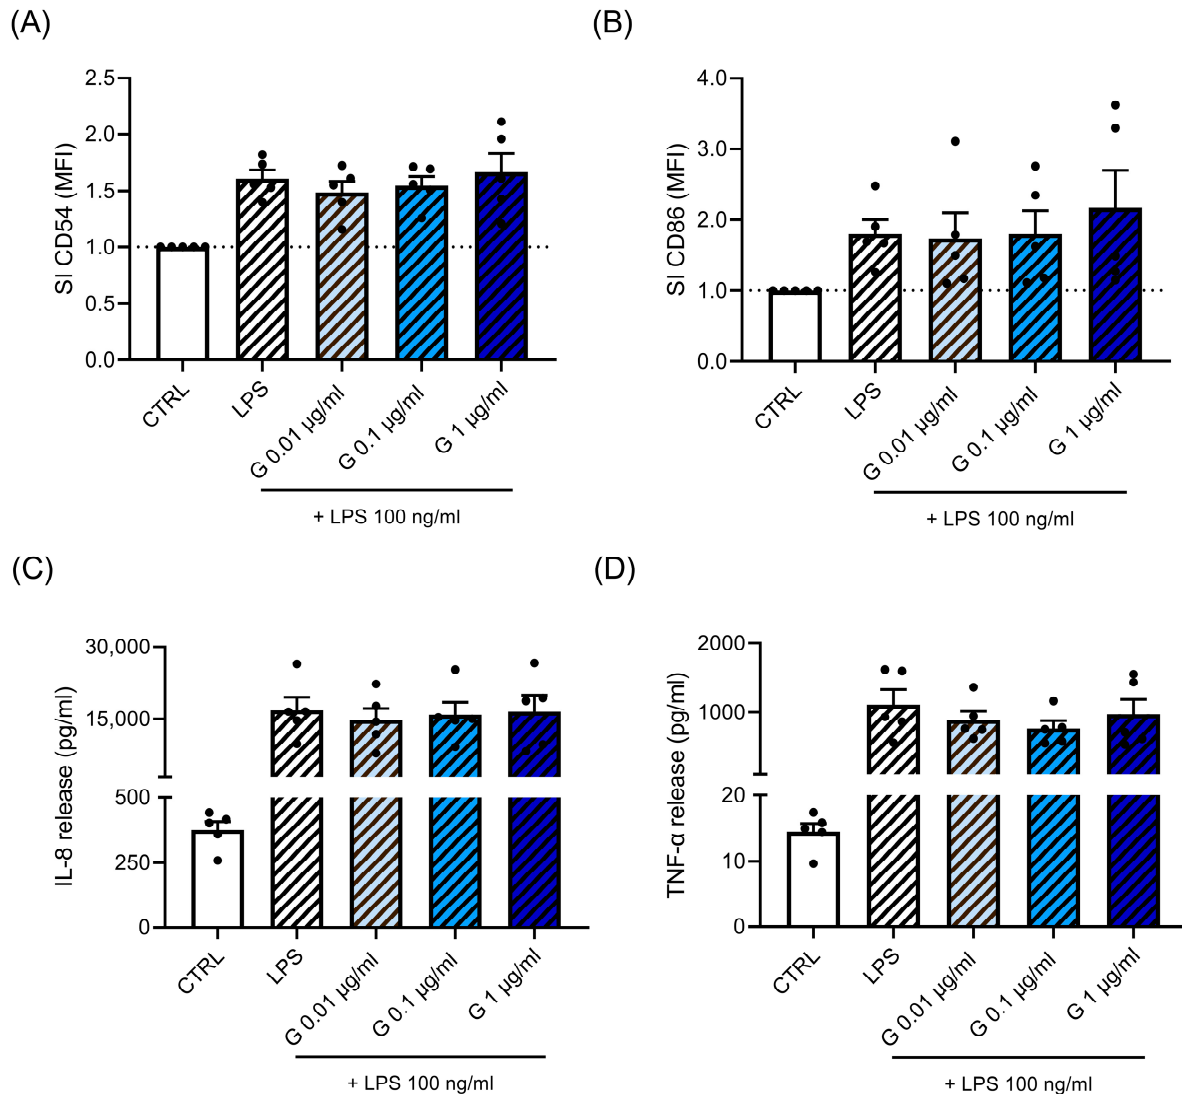 (A)
(B)
SI CD54 (MFI)
2.5
2.0
1.5
1.0
0.5
0.0
CTRL
LPS
G 0.01 µg/ml
G 0.1 µg/ml
G 1 µg/ml
+ LPS 100 ng/ml
SI CD86 (MFI)
4.0
3.0
2.0
1.0
0.0
CTRL
LPS
G 0.01 µg/ml
G 0.1 µg/ml
G 1 µg/ml
+ LPS 100 ng/ml
(C)
(D)
IL-8 release (pg/ml)
30,000
15,000
500
250
0
CTRL
LPS
G 0.01 µg/ml
G 0.1 µg/ml
G 1 µg/ml
+ LPS 100 ng/ml
TNF-α release (pg/ml)
2000
1000
20
10
0
CTRL
LPS
G 0.01 µg/ml
G 0.1 µg/ml
G 1 µg/ml
+ LPS 100 ng/ml